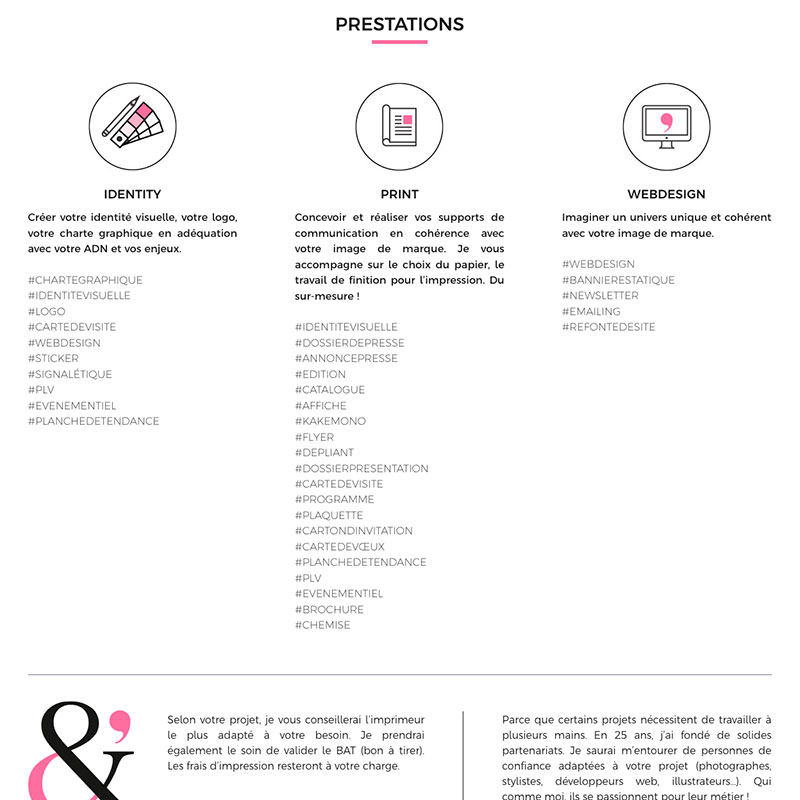 PRESTATIONS
IDENTITY
Créer votre identité visuelle, votre logo,
votre charte graphique en adéquation
avec votre ADN et vos enjeux.
#CHARTEGRAPHIQUE
#IDENTITEVISUELLE
#LOGO
#CARTEDEVISITE
#WEBDESIGN
#STICKER
#SIGNALÉTIQUE
#PLV
#EVENEMENTIEL
#PLANCHEDETENDANCE
PRINT
Concevoir et réaliser vos supports de
communication en cohérence avec
votre image de marque. Je vous
accompagne sur le choix du papier, le
travail de finition pour l'impression. Du
sur-mesure !
#IDENTITEVISUELLE
#DOSSIERDEPRESSE
#ANNONCEPRESSE
#EDITION
#CATALOGUE
#AFFICHE
#KAKEMONO
#FLYER
#DEPLIANT
#DOSSIERPRESENTATION
#CARTEDEVISITE
#PROGRAMME
#PLAQUETTE
#CARTONDINVITATION
#CARTEDEVŒUX
#PLANCHEDETENDANCE
#PLV
#EVENEMENTIEL
#BROCHURE
#CHEMISE
WEBDESIGN
Imaginer un univers unique et cohérent
avec votre image de marque.
#WEBDESIGN
#BANNIERESTATIQUE
#NEWSLETTER
#EMAILING
#REFONTEDESITE
&
Selon votre projet, je vous conseillerai l'imprimeur
le plus adapté à votre besoin. Je prendrai
également le soin de valider le BAT (bon à tirer).
Les frais d'impression resteront à votre charge.
Parce que certains projets nécessitent de travailler à
plusieurs mains. En 25 ans, j'ai fondé de solides
partenariats. Je saurai m'entourer de personnes de
confiance adaptées à votre projet (photographes,
stylistes, développeurs web, illustrateurs...). Qui
comme moi, ils se passionnent pour leur métier !